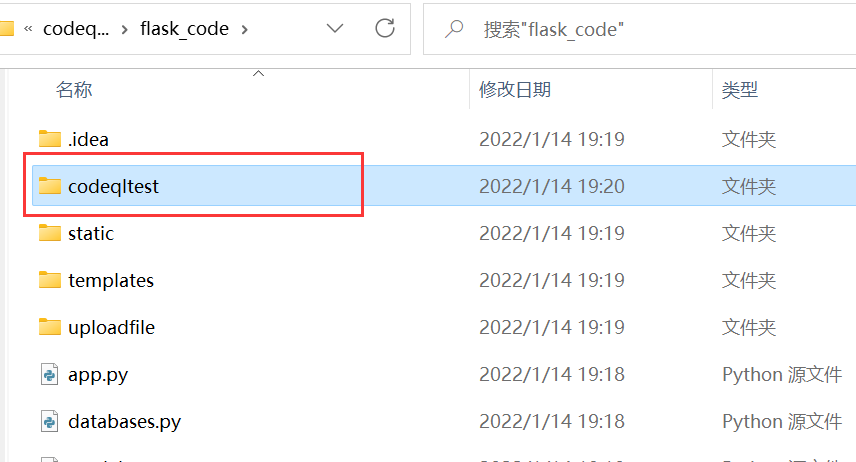 « codeq... › flask_code ›
搜索"flask_code"
名称 修改日期 类型
.idea 2022/1/14 19:19 文件夹
codeqltest 2022/1/14 19:20 文件夹
static 2022/1/14 19:19 文件夹
templates 2022/1/14 19:19 文件夹
uploadfile 2022/1/14 19:19 文件夹
app.py 2022/1/14 19:18 Python 源文件
databases.py 2022/1/14 19:18 Python 源文件